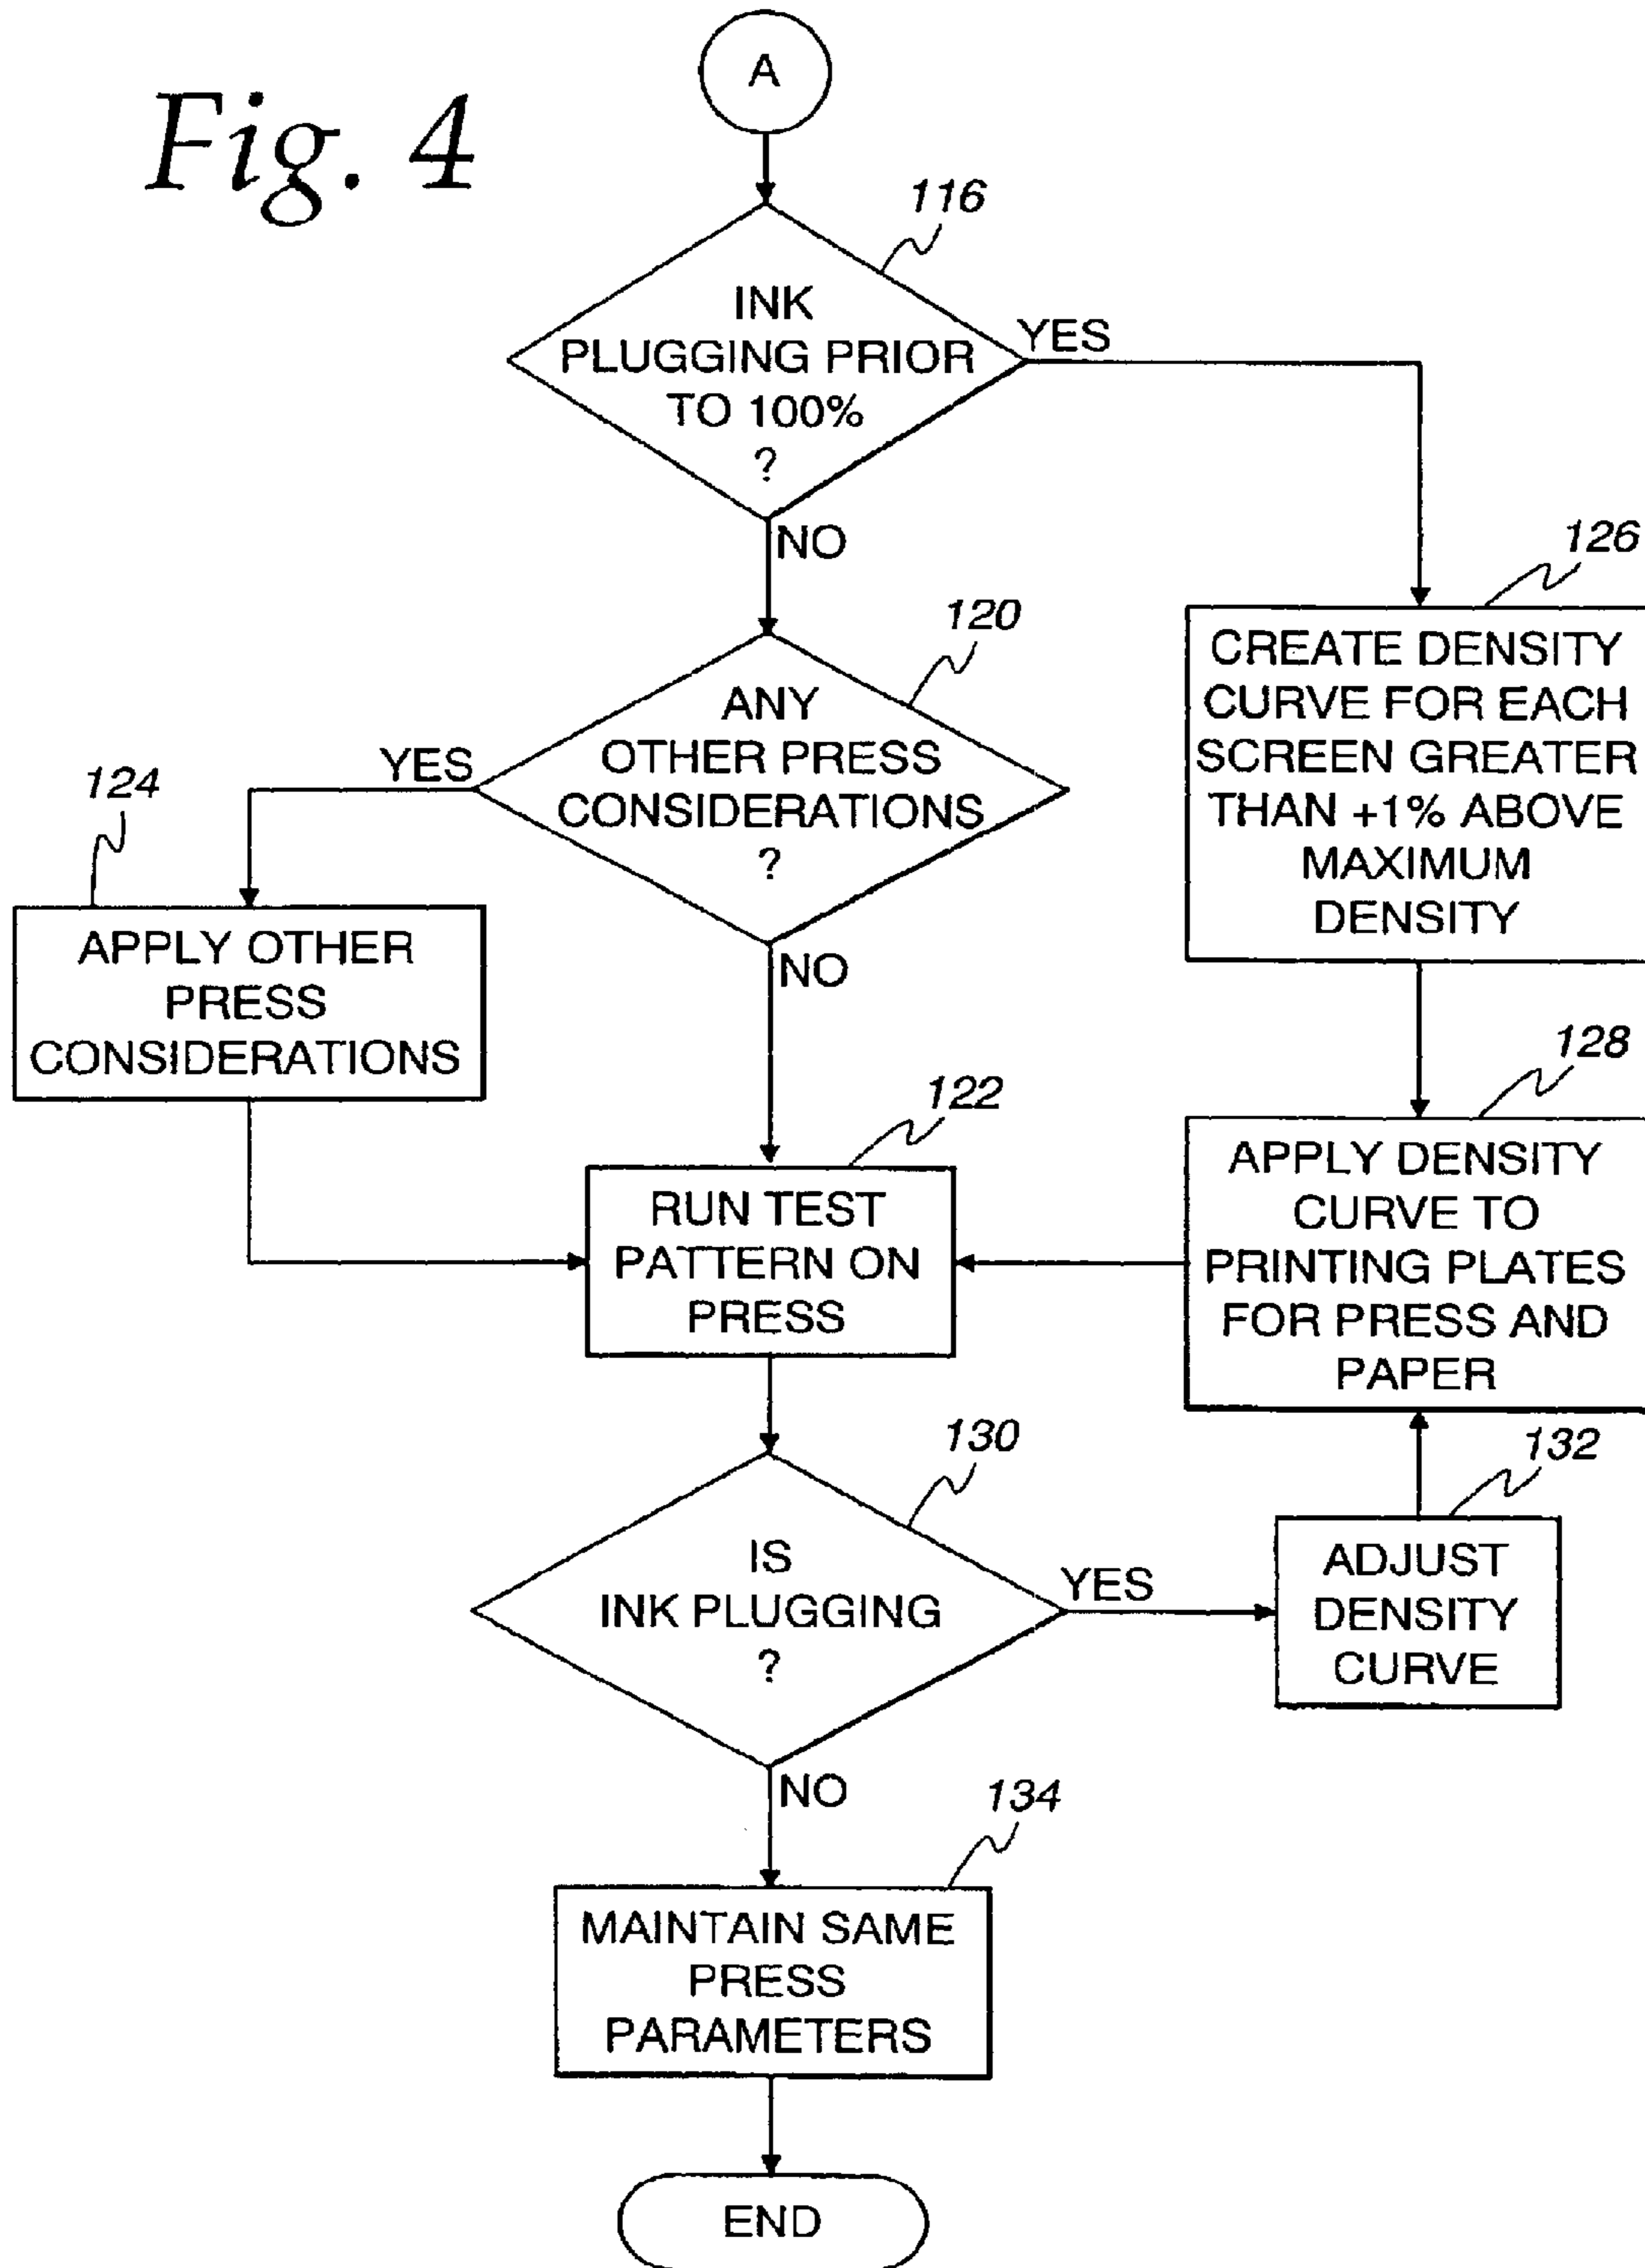 Fig. 4
A
116
INK
PLUGGING PRIOR
TO 100%
?
YES
NO
126
CREATE DENSITY
CURVE FOR EACH
SCREEN GREATER
THAN +1% ABOVE
MAXIMUM
DENSITY
120
ANY
OTHER PRESS
CONSIDERATIONS
?
YES
NO
124
APPLY OTHER
PRESS
CONSIDERATIONS
128
APPLY DENSITY
CURVE TO
PRINTING PLATES
FOR PRESS AND
PAPER
122
RUN TEST
PATTERN ON
PRESS
130
IS
INK PLUGGING
?
YES
NO
132
ADJUST
DENSITY
CURVE
134
MAINTAIN SAME
PRESS
PARAMETERS
END